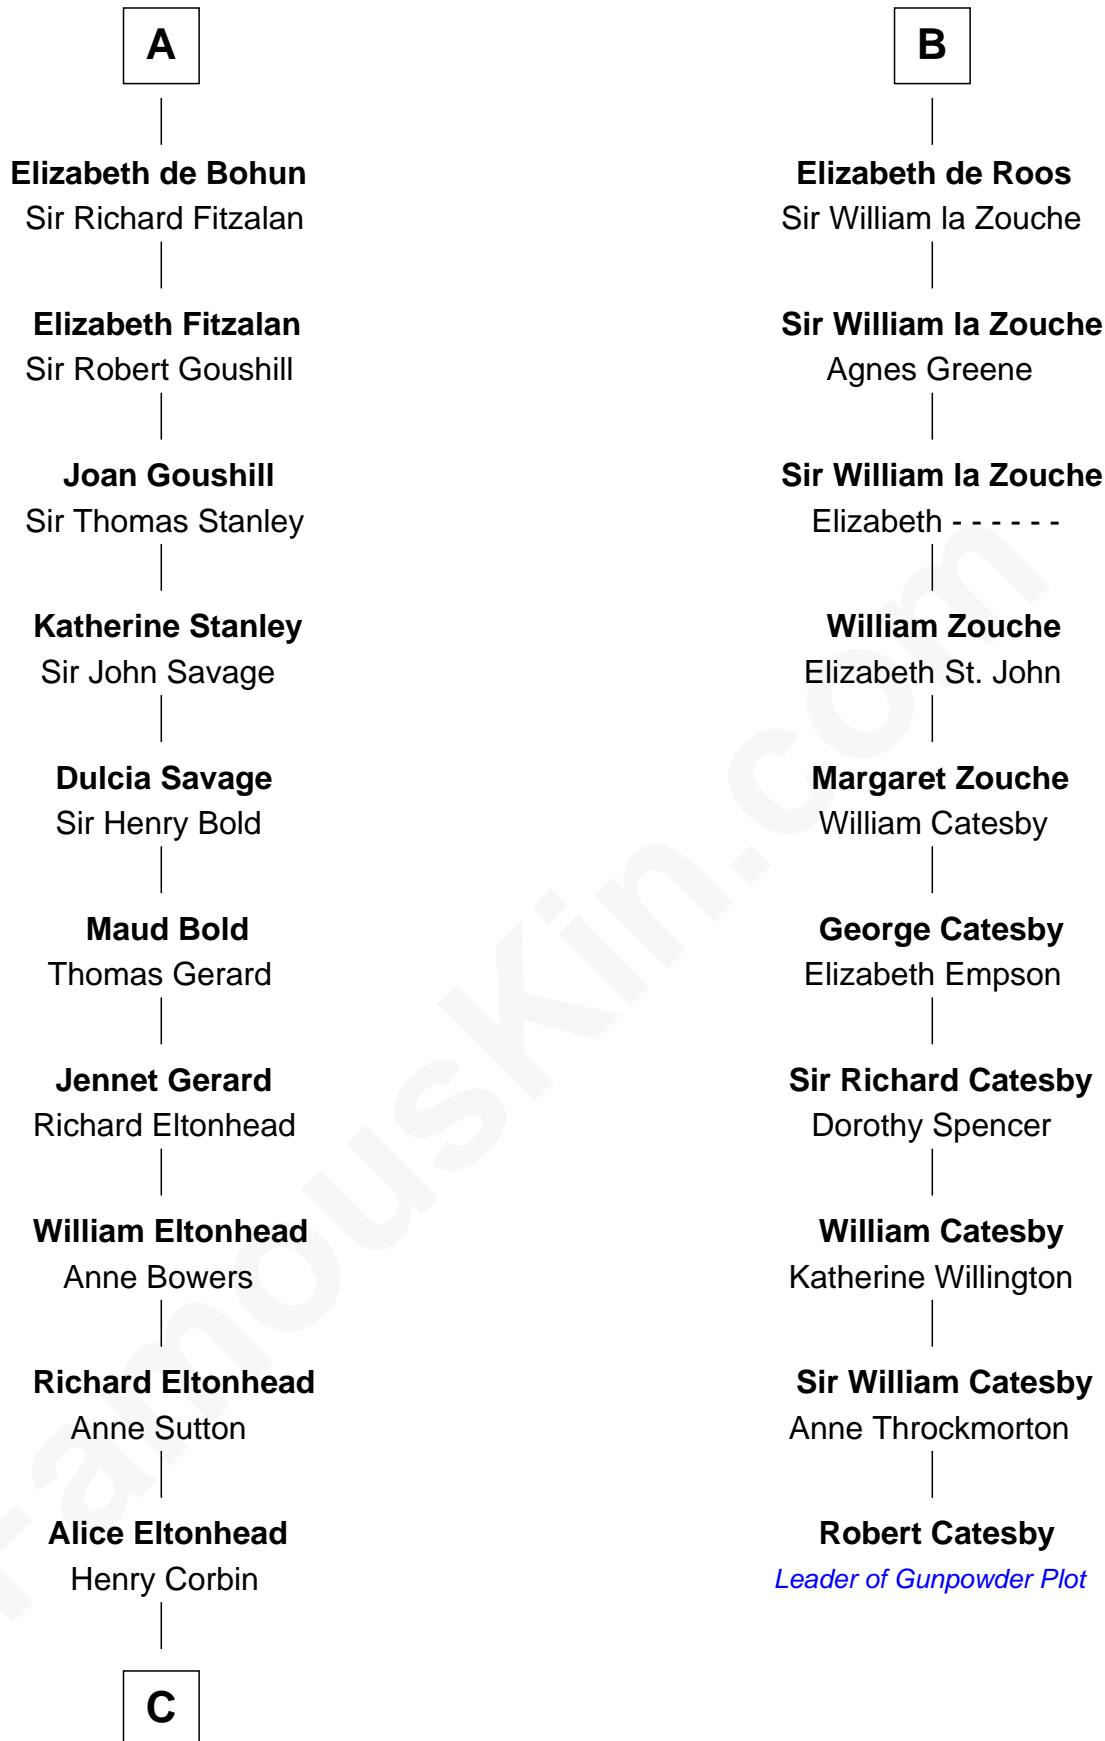 A
Elizabeth de Bohun
Sir Richard Fitzalan
Elizabeth Fitzalan
Sir Robert Goushill
Joan Goushill
Sir Thomas Stanley
Katherine Stanley
Sir John Savage
Dulcia Savage
Sir Henry Bold
Maud Bold
Thomas Gerard
Jennet Gerard
Richard Eltonhead
William Eltonhead
Anne Bowers
Richard Eltonhead
Anne Sutton
Alice Eltonhead
Henry Corbin
C
B
Elizabeth de Roos
Sir William la Zouche
Sir William la Zouche
Agnes Greene
Sir William la Zouche
Elizabeth - - - - - -
William Zouche
Elizabeth St. John
Margaret Zouche
William Catesby
George Catesby
Elizabeth Empson
Sir Richard Catesby
Dorothy Spencer
William Catesby
Katherine Willington
Sir William Catesby
Anne Throckmorton
Robert Catesby
Leader of Gunpowder Plot
FamousKin.com